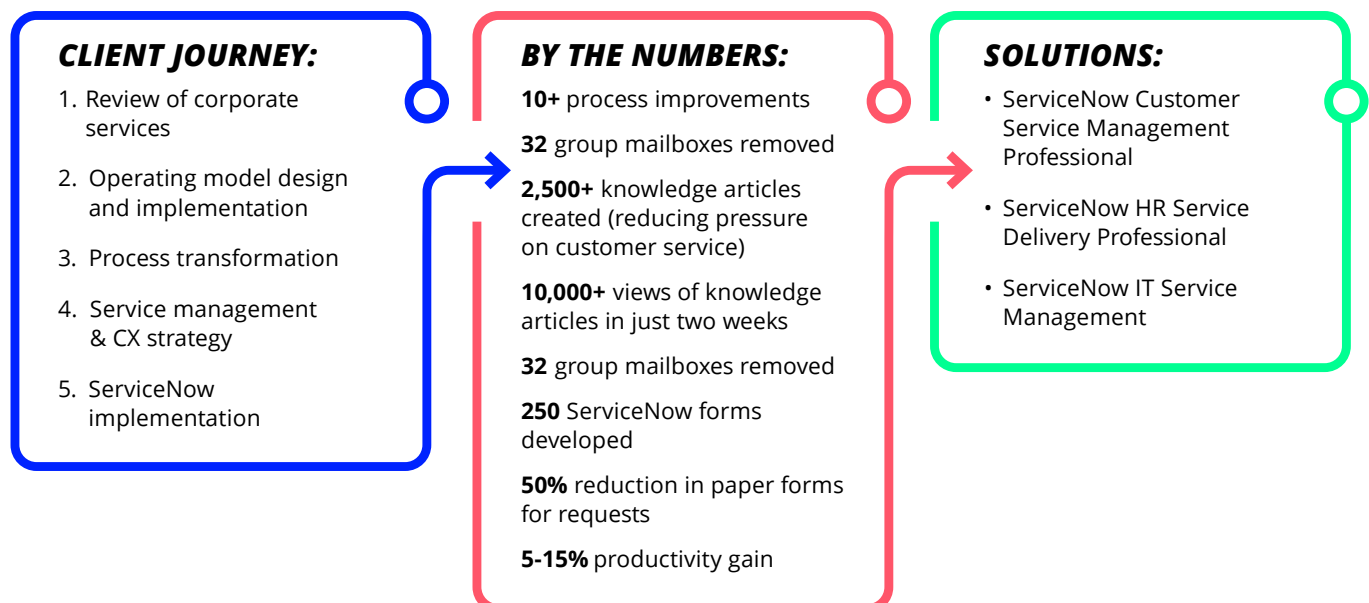 CLIENT JOURNEY:
1. Review of corporate
services
2. Operating model design
and implementation
3. Process transformation
4. Service management
& CX strategy
5. ServiceNow
implementation
BY THE NUMBERS:
10+ process improvements
32 group mailboxes removed
2,500+ knowledge articles
created (reducing pressure
on customer service)
10,000+ views of knowledge
articles in just two weeks
32 group mailboxes removed
250 ServiceNow forms
developed
50% reduction in paper forms
for requests
5-15% productivity gain
SOLUTIONS:
• ServiceNow Customer
Service Management
Professional
• ServiceNow HR Service
Delivery Professional
• ServiceNow IT Service
Management